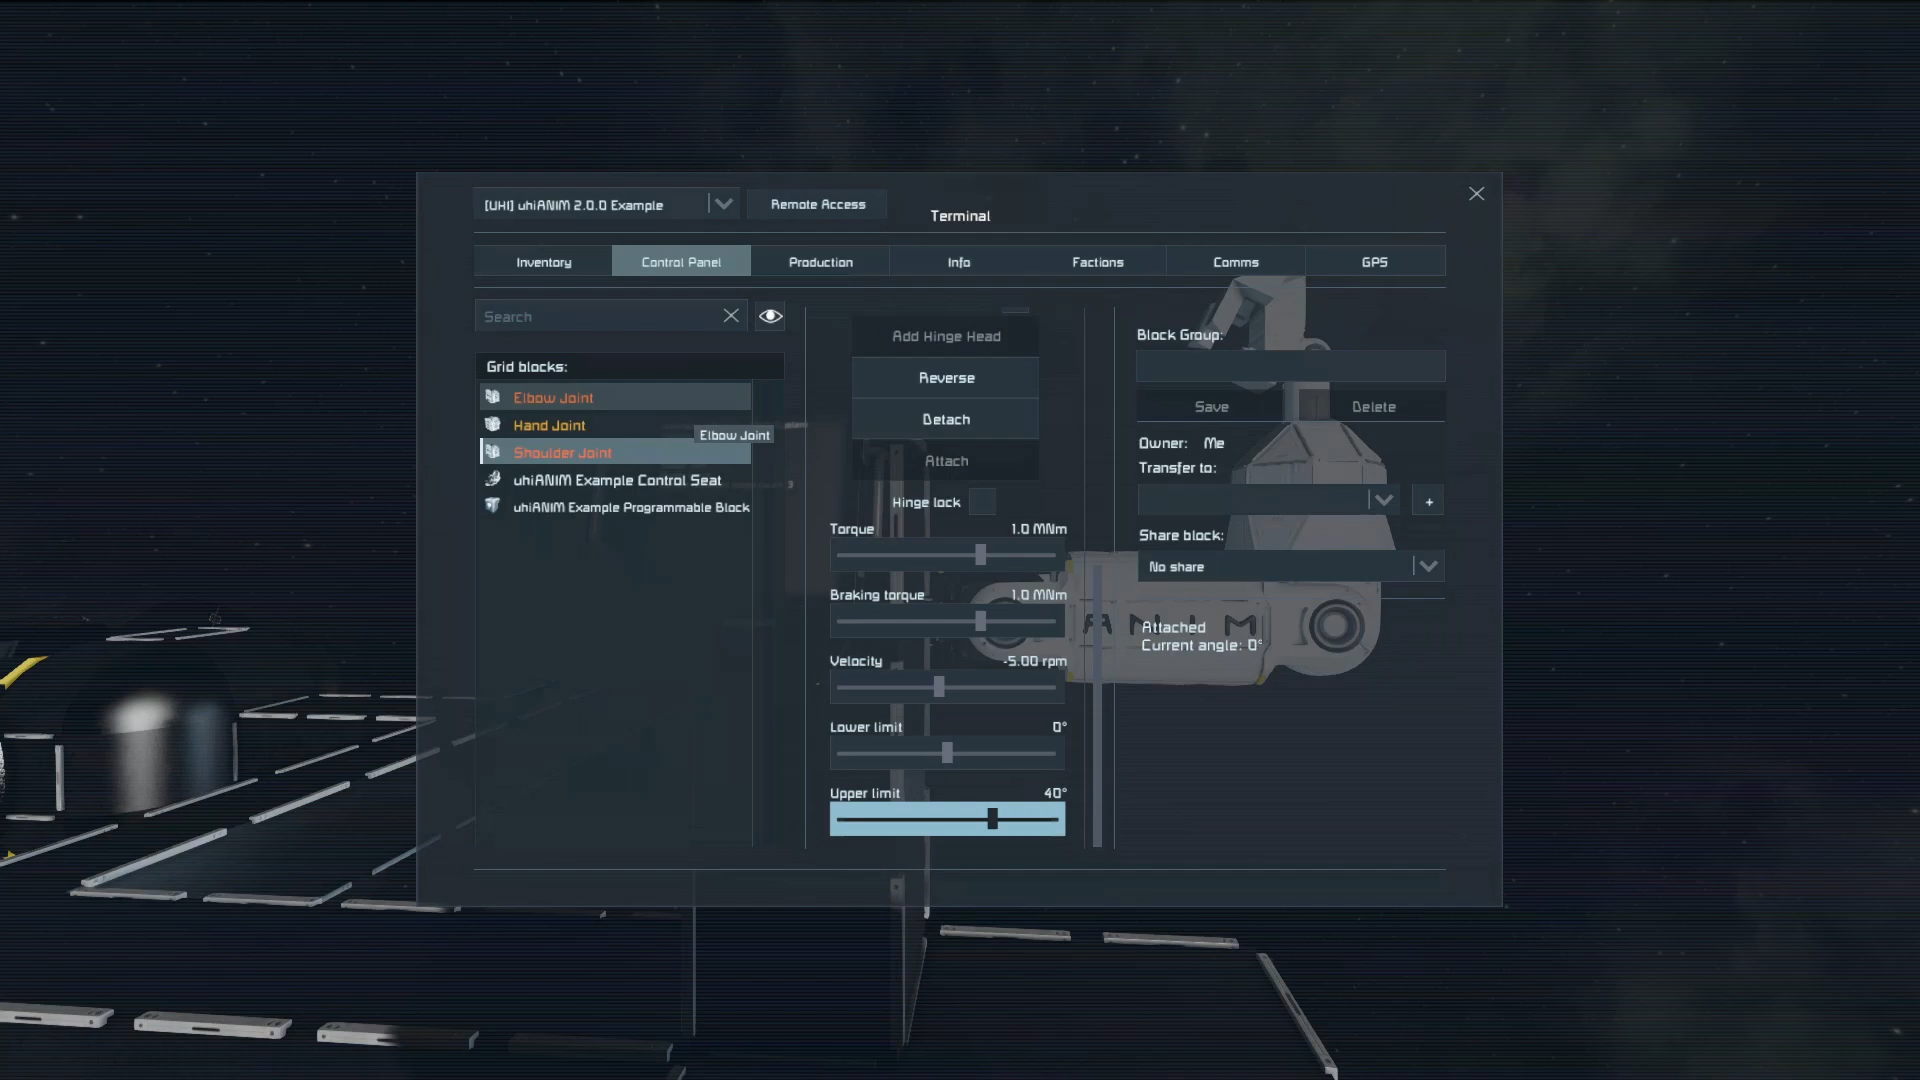 [UHI] uhiANIM 2.0.0 Example
Remote Access
Terminal
Inventory
Control Panel
Production
Info
Factions
Comms
GPS
Search
Grid blocks:
Elbow Joint
Hand Joint
Elbow Joint
Shoulder Joint
uhiANIM Example Control Seat
uhiANIM Example Programmable Block
Add Hinge Head
Reverse
Detach
Attach
Hinge lock
Torque 1.0 MNm
Braking torque 1.0 MNm
Velocity -5.00 rpm
Lower limit 0°
Upper limit 40°
Block Group:
Save
Delete
Owner: Me
Transfer to:
+
Share block:
No share
ANIM
Attached
Current angle: 0°